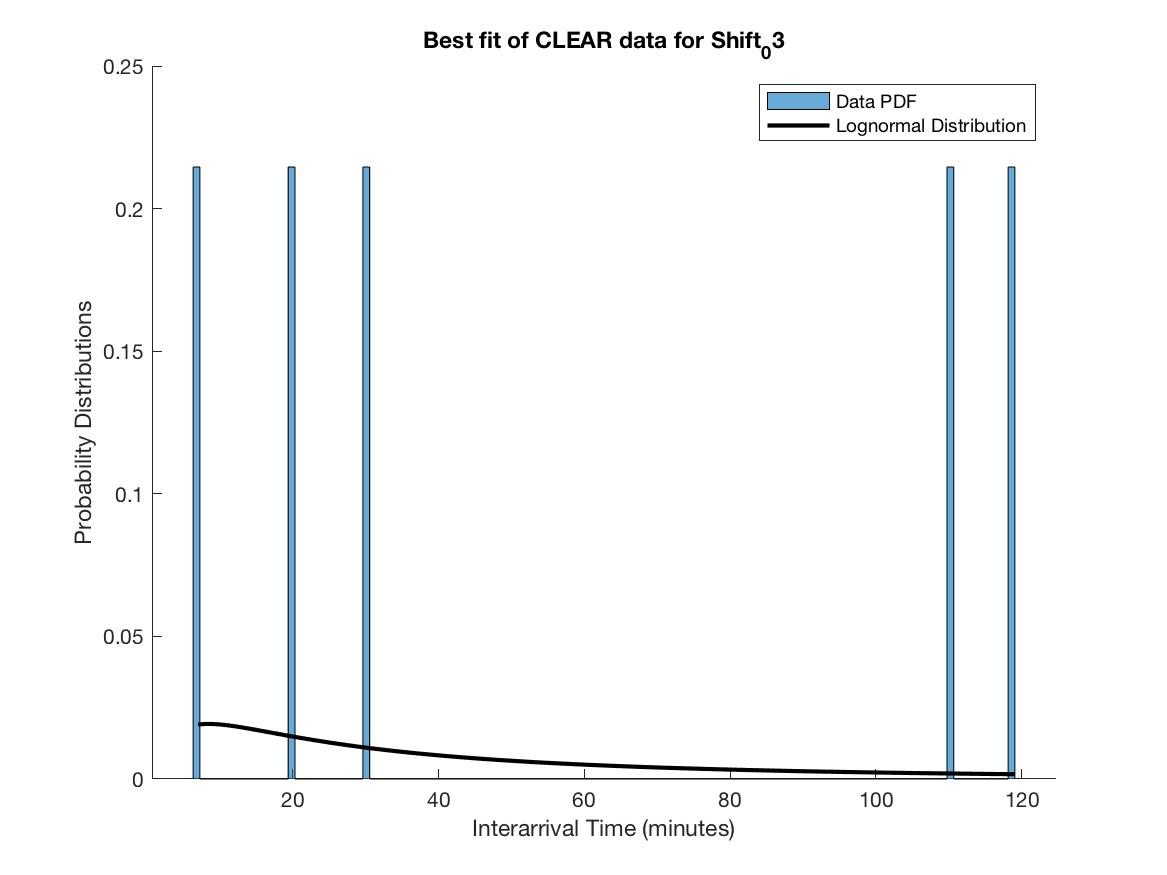 Best fit of CLEAR data for Shift₀3
0.25
Data PDF
Lognormal Distribution
0.2
0.15
0.1
0.05
0
Probability Distributions
20 40 60 80 100 120
Interarrival Time (minutes)